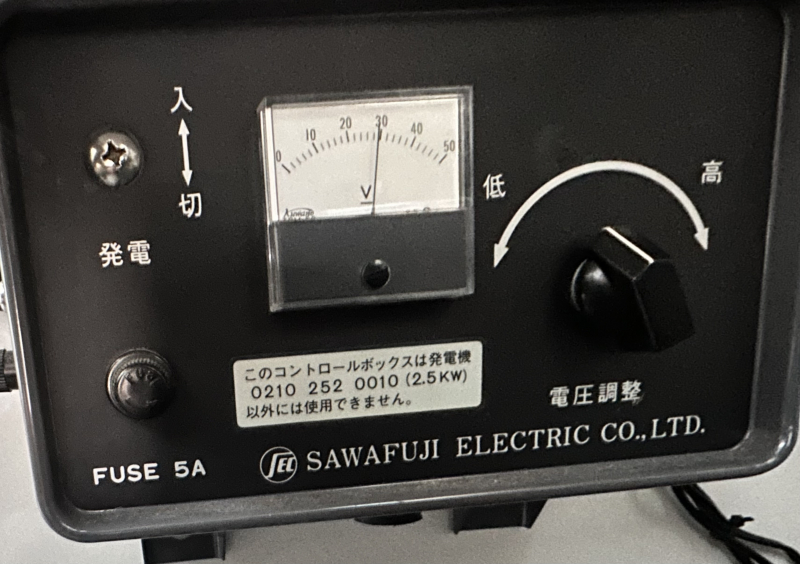 入
切
発電
0 10 20 30 40 50
V
低
高
電圧調整
このコントロールボックスは発電機
0210 252 0010 (2.5KW)
以外には使用できません。
FUSE 5A
SEC SAWAFUJI ELECTRIC CO.,LTD.